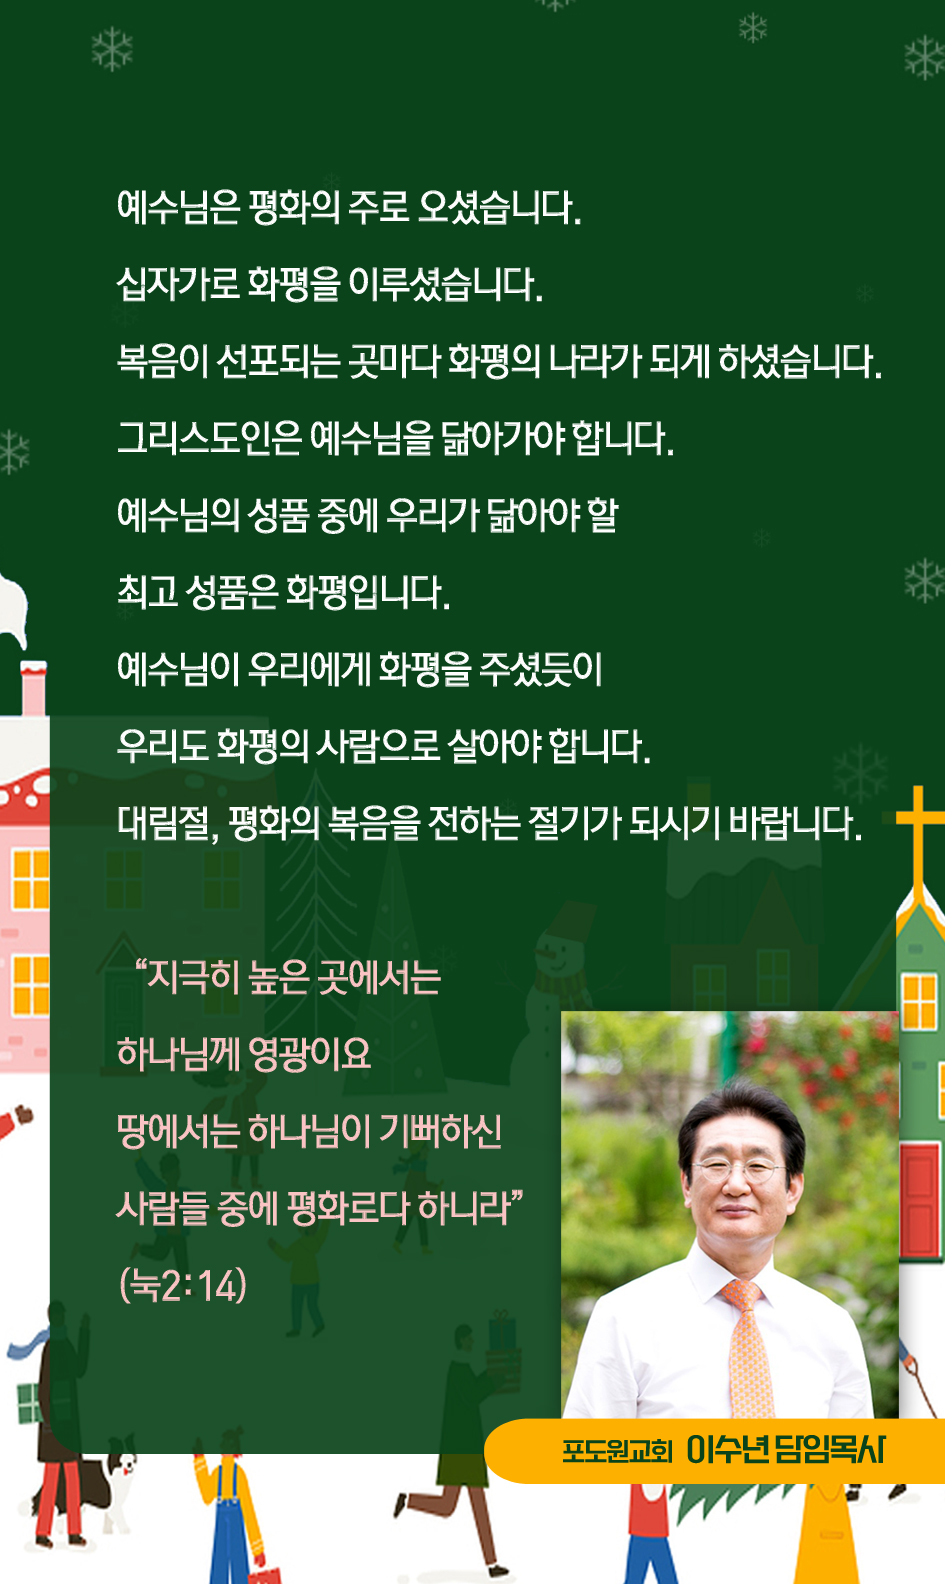 예수님은 평화의 주로 오셨습니다.
십자가로 화평을 이루셨습니다.
복음이 선포되는 곳마다 화평의 나라가 되게 하셨습니다.
그리스도인은 예수님을 닮아가야 합니다.
예수님의 성품 중에 우리가 닮아야 할
최고 성품은 화평입니다.
예수님이 우리에게 화평을 주셨듯이
우리도 화평의 사람으로 살아야 합니다.
대림절, 평화의 복음을 전하는 절기가 되시기 바랍니다.
“지극히 높은 곳에서는
하나님께 영광이요
땅에서는 하나님이 기뻐하신
사람들 중에 평화로다 하니라”
(눅2:14)
포도원교회 이수년 담임목사